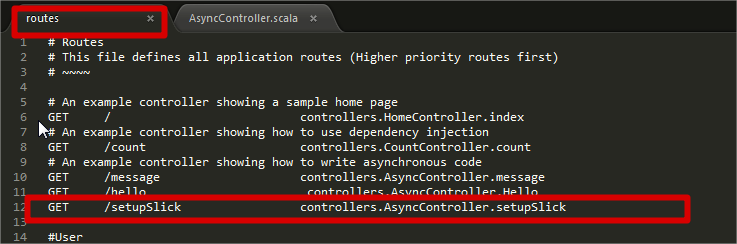 routes × AsyncController.scala ×
1 # Routes
2 # This file defines all application routes (Higher priority routes first)
3 # ~~~~
4
5 # An example controller showing a sample home page
6 GET / controllers.HomeController.index
7 # An example controller showing how to use dependency injection
8 GET /count controllers.CountController.count
9 # An example controller showing how to write asynchronous code
10 GET /message controllers.AsyncController.message
11 GET /hello controllers.AsyncController.Hello
12 GET /setupSlick controllers.AsyncController.setupSlick
13
14 #User